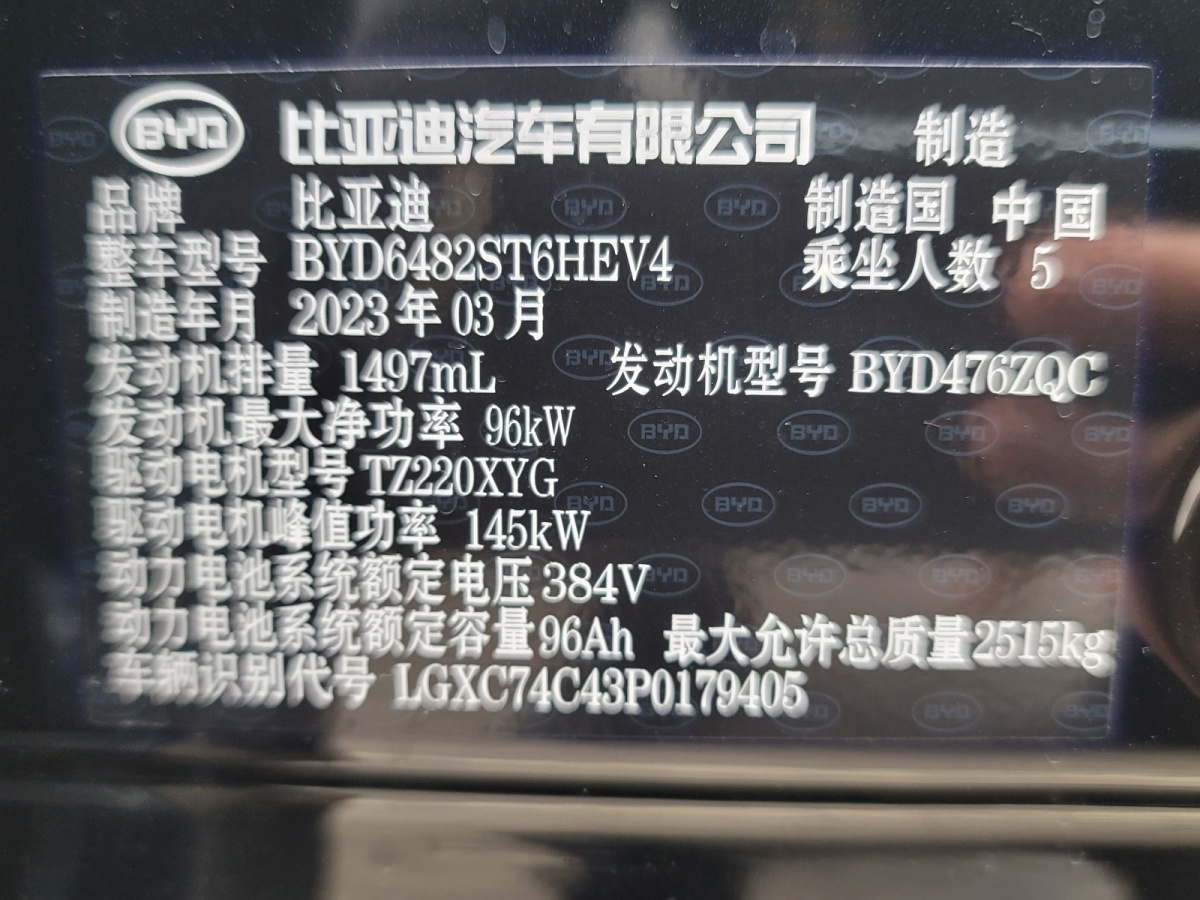 BYD 比亚迪汽车有限公司 制造
品牌 比亚迪 制造国 中国
整车型号 BYD6482ST6HEV4 乘坐人数 5
制造年月 2023年03月
发动机排量 1497mL 发动机型号 BYD476ZQC
发动机最大净功率 96kW
驱动电机型号 TZ220XYG
驱动电机峰值功率 145kW
动力电池系统额定电压 384V
动力电池系统额定容量 96Ah 最大允许总质量 2515kg
车辆识别代号 LGXC74C43P0179405